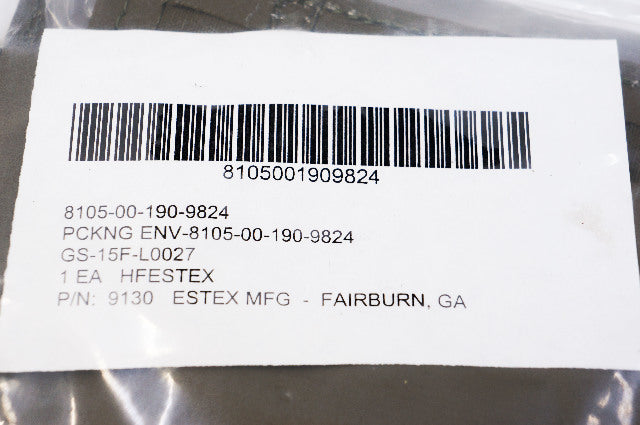 8105001909824
8105-00-190-9824
PCKNG ENV-8105-00-190-9824
GS-15F-L0027
1 EA HFESTEX
P/N: 9130 ESTEX MFG - FAIRBURN, GA